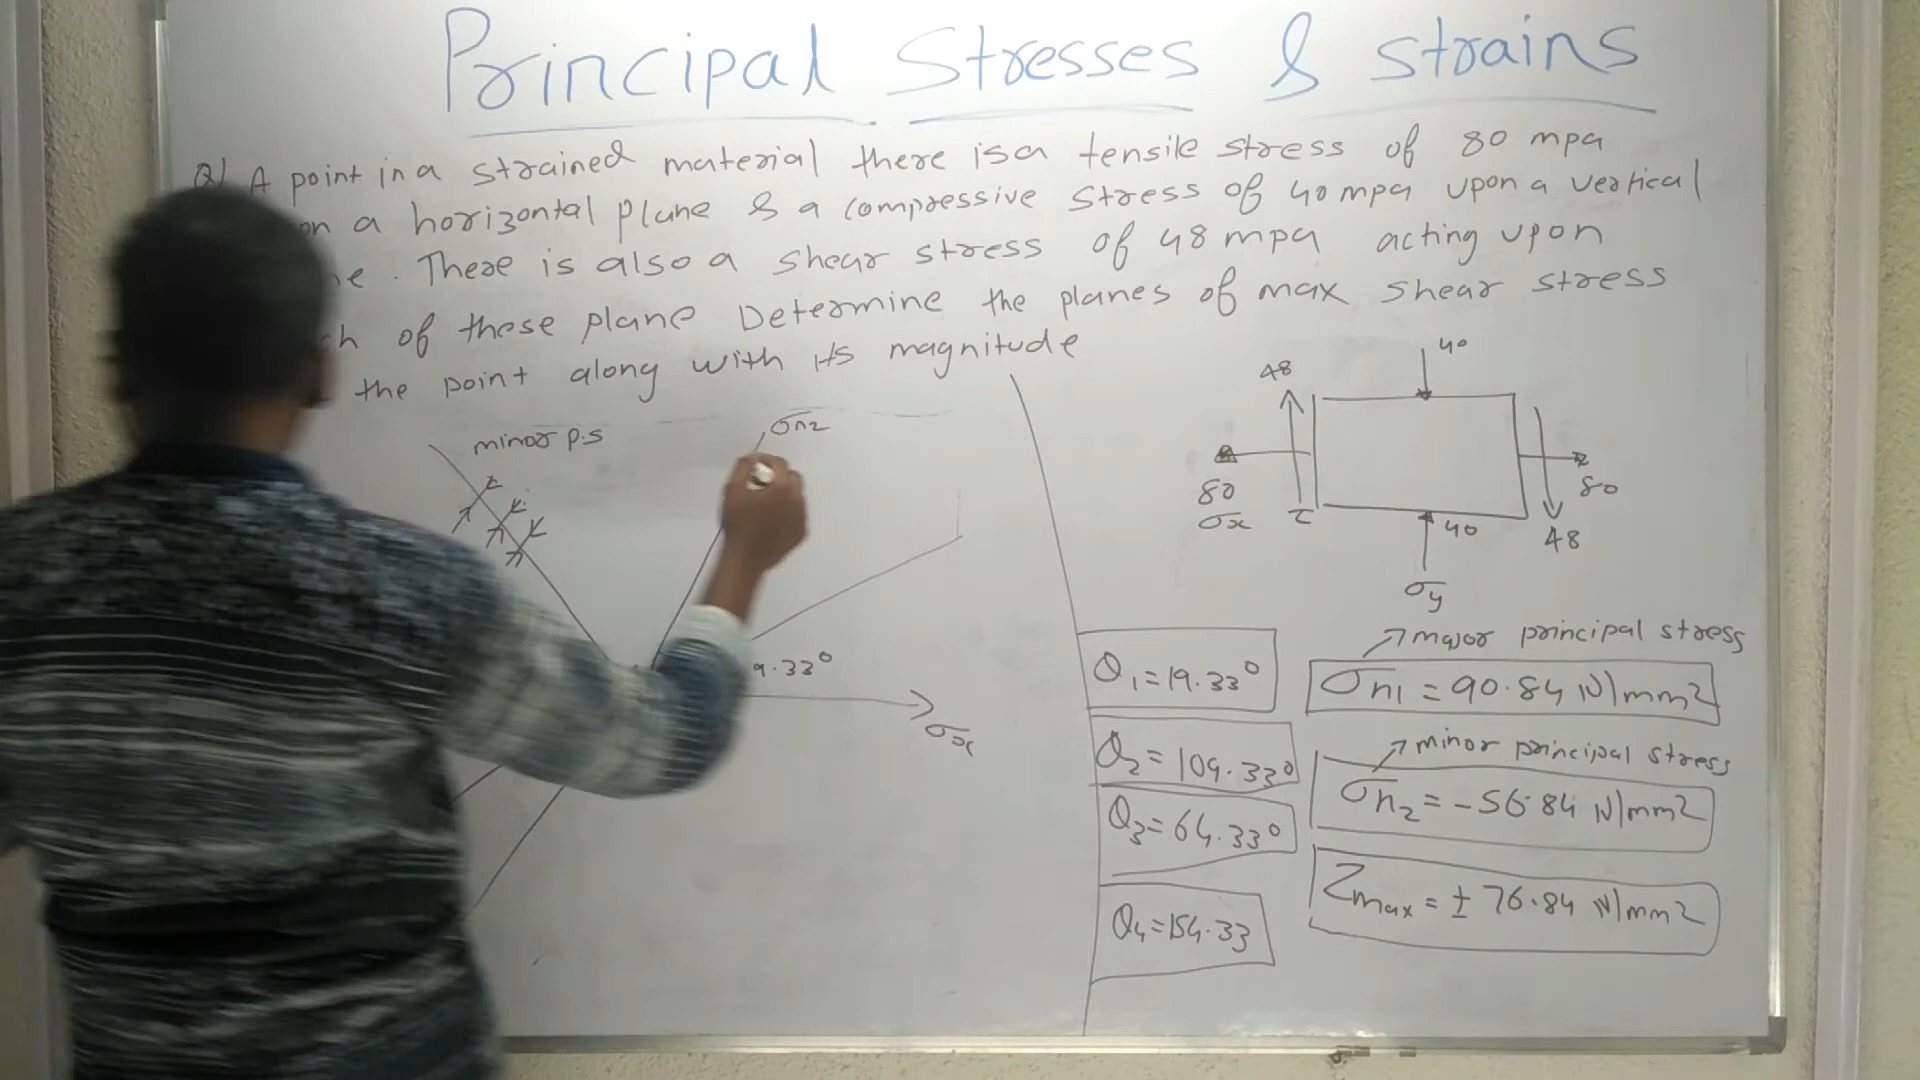 Principal Stresses & Strains
Q) A point in a strained material there is a tensile stress of 80 mpa
on a horizontal plane & a compressive stress of 40 mpa upon a vertical
There is also a shear stress of 48 mpa acting upon
of these plane Determine the planes of max shear stress
the point along with its magnitude
minor p.s
σn2
9.33°
σx
48
40
80
σx
τ
40
80
48
σy
θ1=19.33°
θ2=109.33°
θ3=64.33°
θ4=154.33
major principal stress
σn1 = 90.84 N/mm2
minor principal stress
σn2 = -56.84 N/mm2
Zmax = ± 76.84 N/mm2